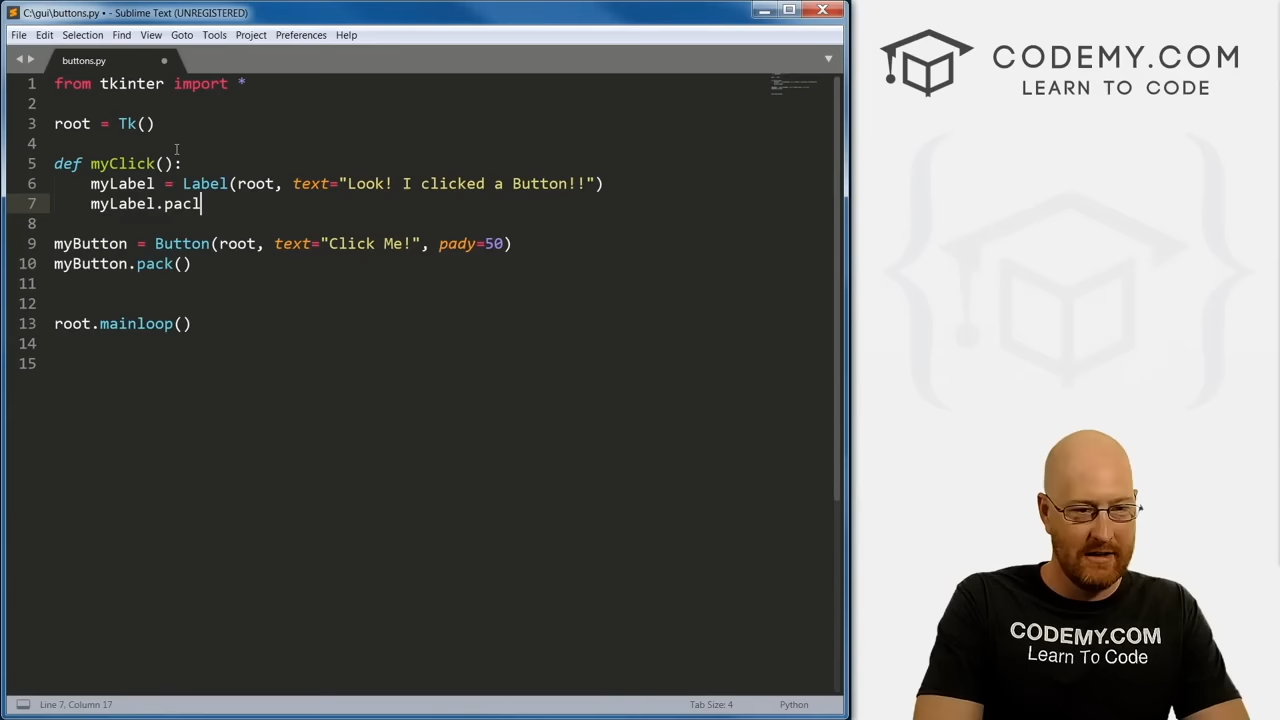 C:\gui\buttons.py • - Sublime Text (UNREGISTERED)
File Edit Selection Find View Goto Tools Project Preferences Help
buttons.py
1 from tkinter import *
2
3 root = Tk()
4
5 def myClick():
6 myLabel = Label(root, text="Look! I clicked a Button!!")
7 myLabel.pacl
8
9 myButton = Button(root, text="Click Me!", pady=50)
10 myButton.pack()
11
12
13 root.mainloop()
14
15
Line 7, Column 17 Tab Size: 4 Python
CODEMY.COM
LEARN TO CODE
CODEMY.COM
Learn To Code